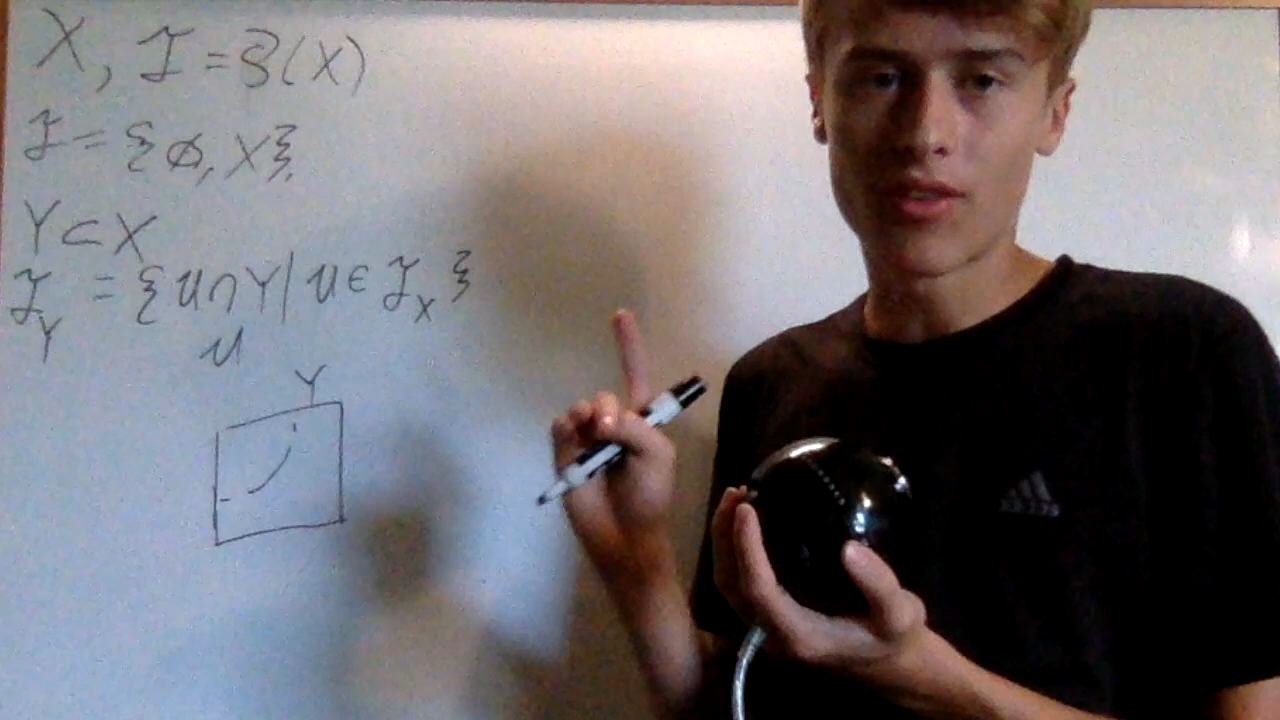 X, 𝒯 = 𝒫(X)
𝒯 = {∅, X}
Y ⊂ X
𝒯_Y = {U ∩ Y | U ∈ 𝒯_X}
U
Y